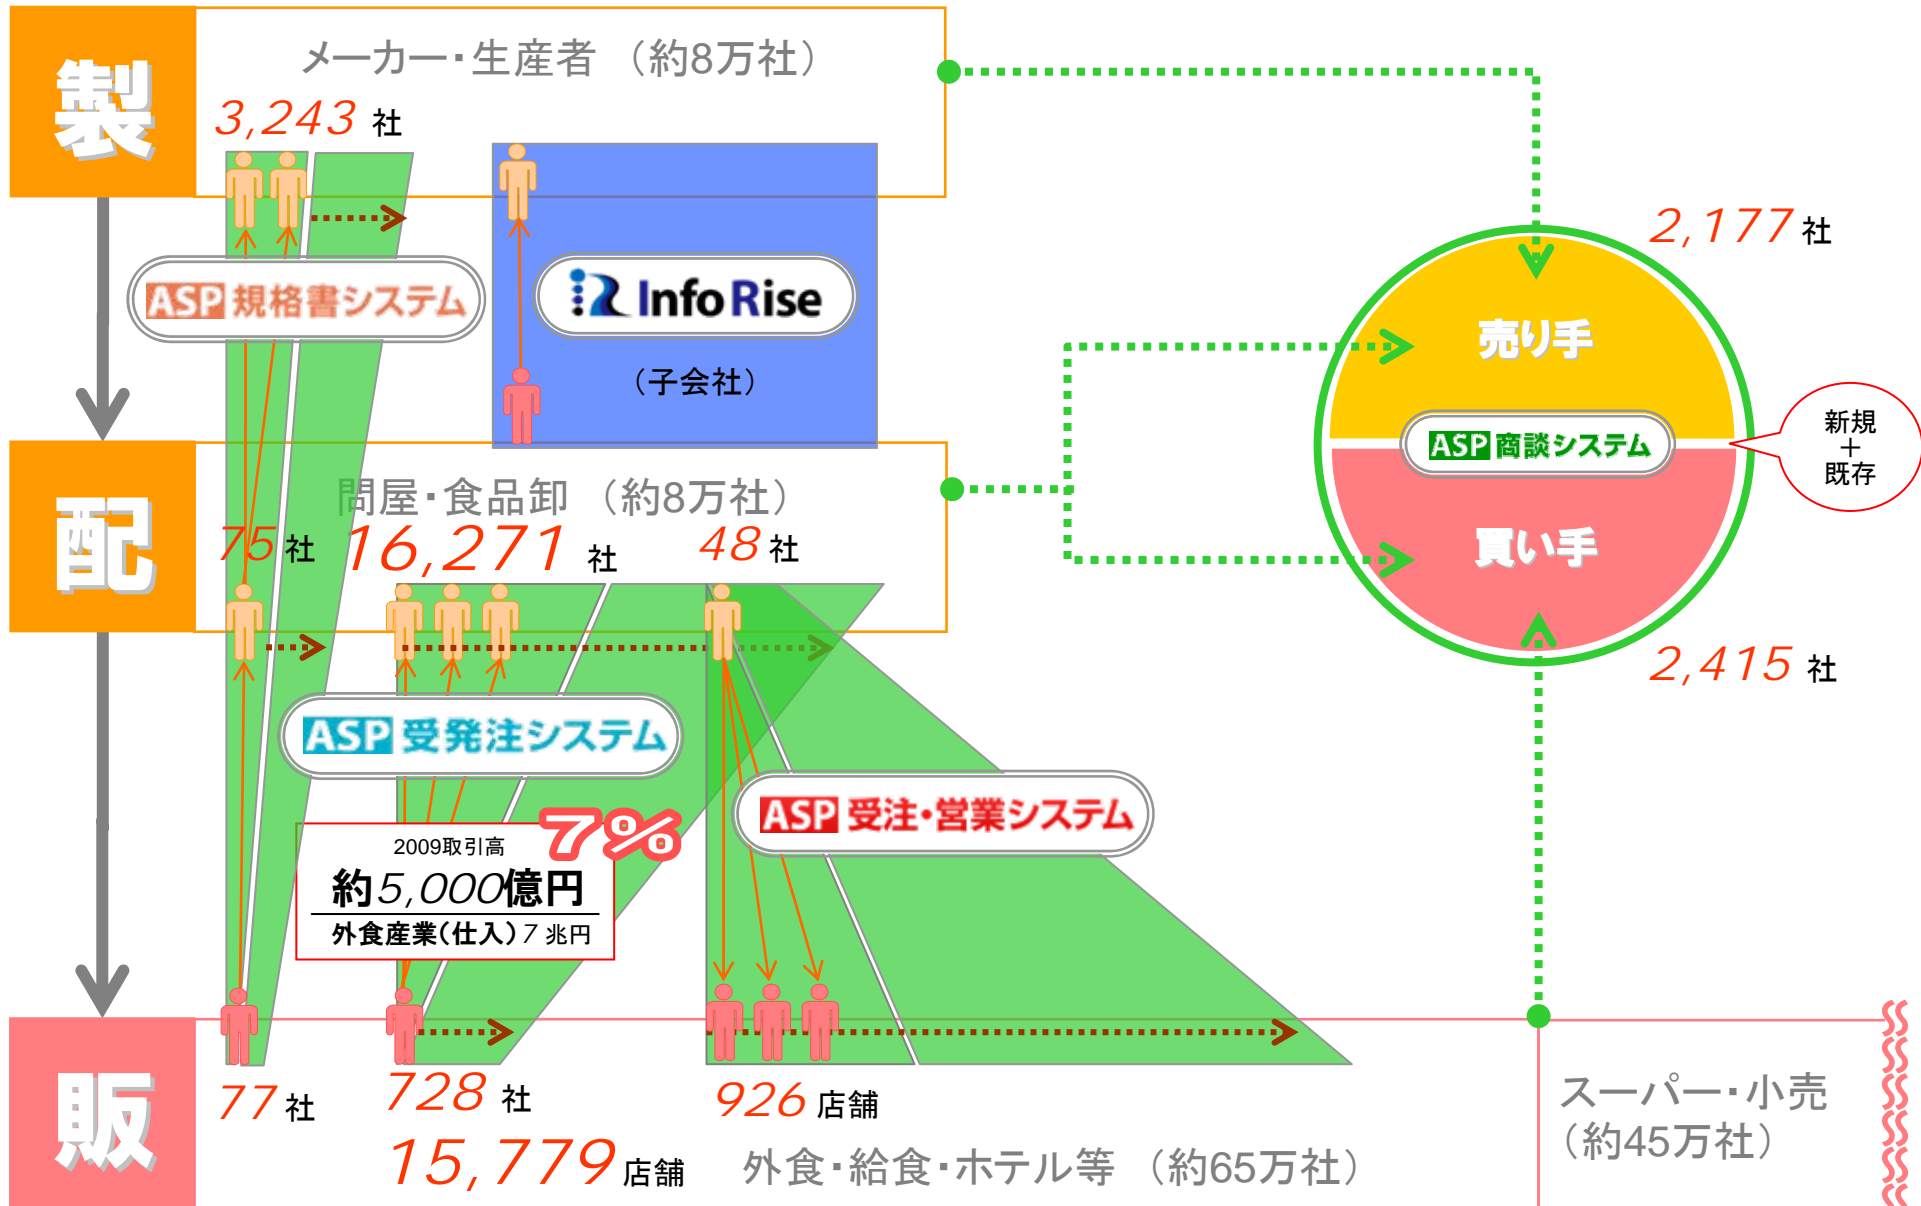 製
メーカー・生産者 （約8万社）
3,243 社
ASP 規格書システム
InfoRise
（子会社）
2,177 社
売り手
ASP 商談システム
新規
＋
既存
買い手
2,415 社
配
問屋・食品卸 （約8万社）
75 社
16,271 社
48 社
ASP 受発注システム
ASP 受注・営業システム
7%
2009取引高
約5,000億円
外食産業（仕入）7 兆円
販
77 社
728 社
926 店舗
15,779 店舗
外食・給食・ホテル等 （約65万社）
スーパー・小売
（約45万社）